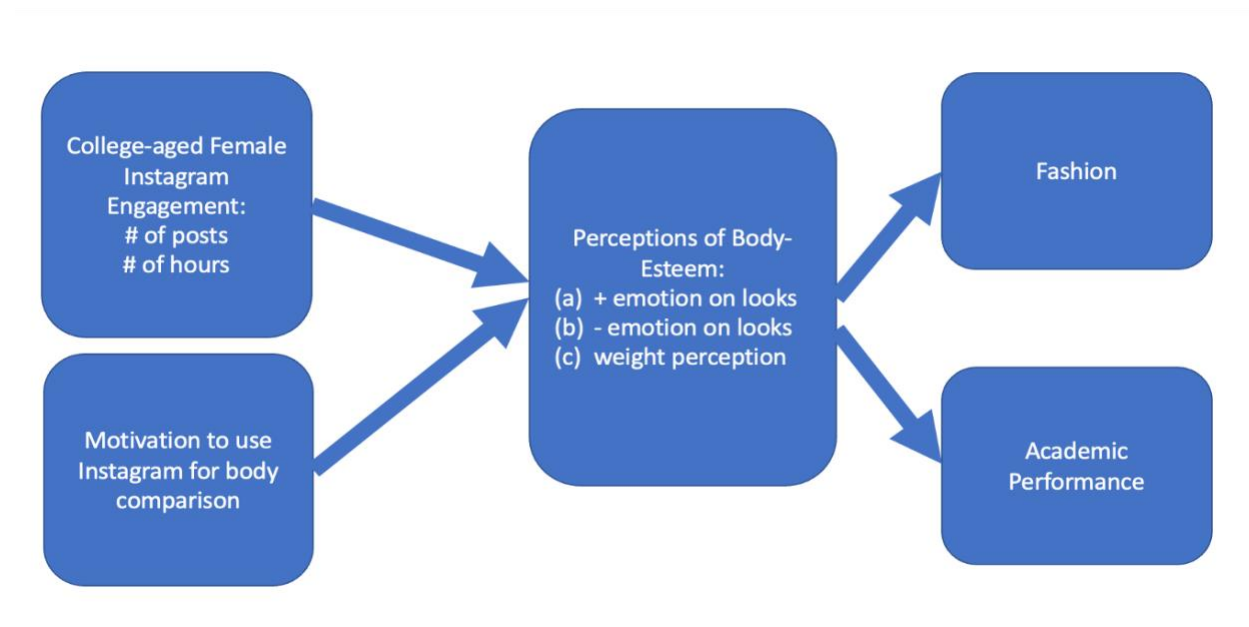 College-aged Female
Instagram
Engagement:
# of posts
# of hours
Motivation to use
Instagram for body
comparison
Perceptions of Body-
Esteem:
(a) + emotion on looks
(b) - emotion on looks
(c) weight perception
Fashion
Academic
Performance